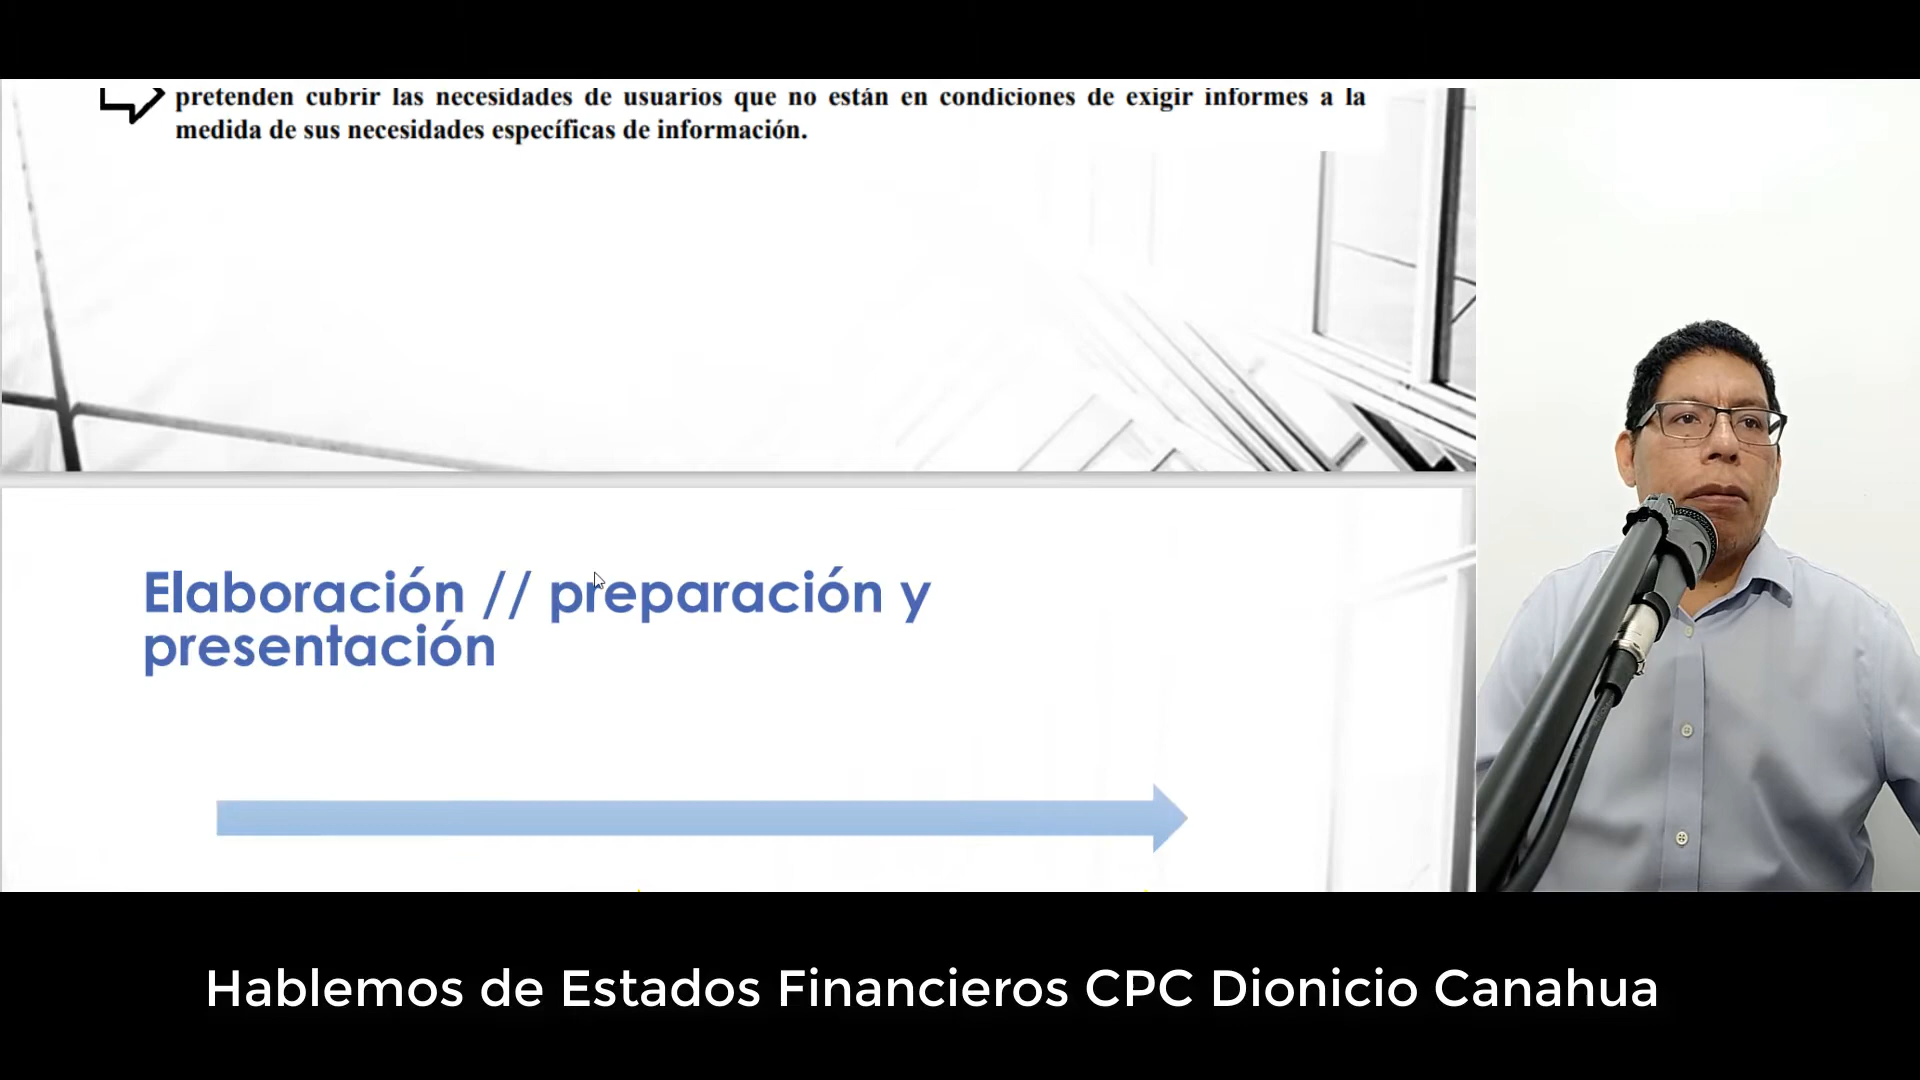 pretenden cubrir las necesidades de usuarios que no están en condiciones de exigir informes a la
medida de sus necesidades específicas de información.
Elaboración // preparación y
presentación
Hablemos de Estados Financieros CPC Dionicio Canahua